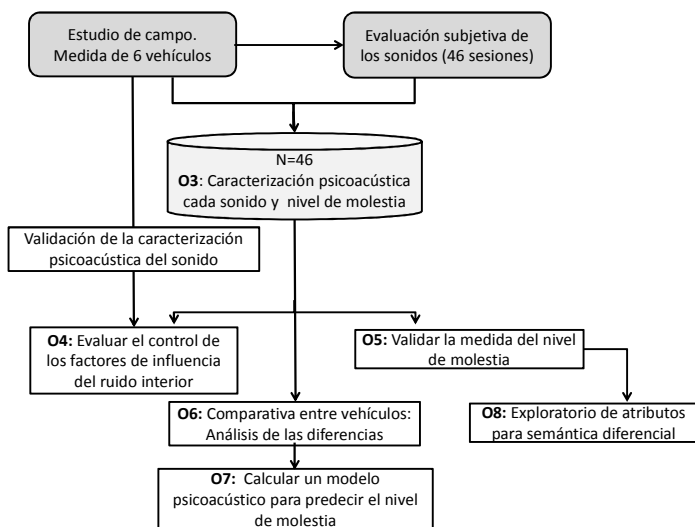 Estudio de campo.
Medida de 6 vehículos
Evaluación subjetiva de
los sonidos (46 sesiones)
N=46
O3: Caracterización psicoacústica
cada sonido y nivel de molestia
Validación de la caracterización
psicoacústica del sonido
O4: Evaluar el control de
los factores de influencia
del ruido interior
O5: Validar la medida del nivel
de molestia
O6: Comparativa entre vehículos:
Análisis de las diferencias
O8: Exploratorio de atributos
para semántica diferencial
O7: Calcular un modelo
psicoacústico para predecir el nivel
de molestia